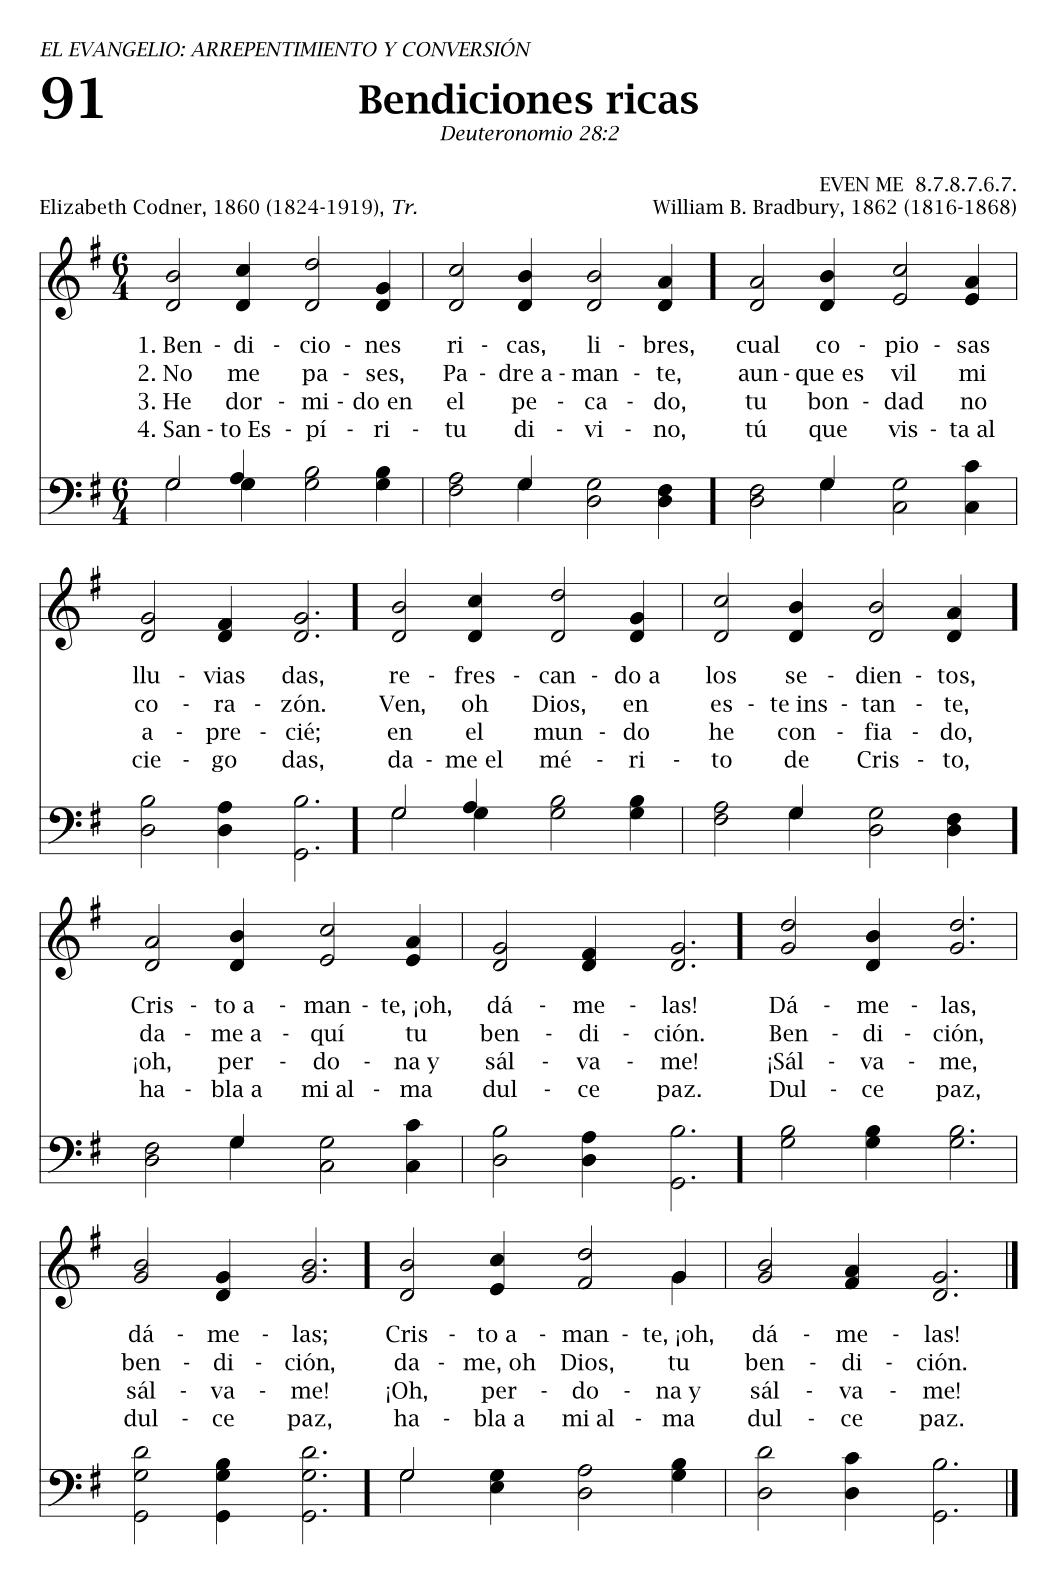 EL EVANGELIO: ARREPENTIMIENTO Y CONVERSIÓN
91
Bendiciones ricas
Deuteronomio 28:2
EVEN ME 8.7.8.7.6.7.
Elizabeth Codner, 1860 (1824-1919), Tr.
William B. Bradbury, 1862 (1816-1868)
6
4
1. Ben - di - cio - nes ri - cas, li - bres, cual co - pio - sas
2. No me pa - ses, Pa - dre a - man - te, aun - que es vil mi
3. He dor - mi - do en el pe - ca - do, tu bon - dad no
4. San - to Es - pí - ri - tu di - vi - no, tú que vis - ta al
6
4
llu - vias das, re - fres - can - do a los se - dien - tos,
co - ra - zón. Ven, oh Dios, en es - te ins - tan - te,
a - pre - cié; en el mun - do he con - fia - do,
cie - go das, da - me el mé - ri - to de Cris - to,
Cris - to a - man - te, ¡oh, dá - me - las! Dá - me - las,
da - me a - quí tu ben - di - ción. Ben - di - ción,
¡oh, per - do - na y sál - va - me! ¡Sál - va - me,
ha - bla a mi al - ma dul - ce paz. Dul - ce paz,
dá - me - las; Cris - to a - man - te, ¡oh, dá - me - las!
ben - di - ción, da - me, oh Dios, tu ben - di - ción.
sál - va - me! ¡Oh, per - do - na y sál - va - me!
dul - ce paz, ha - bla a mi al - ma dul - ce paz.